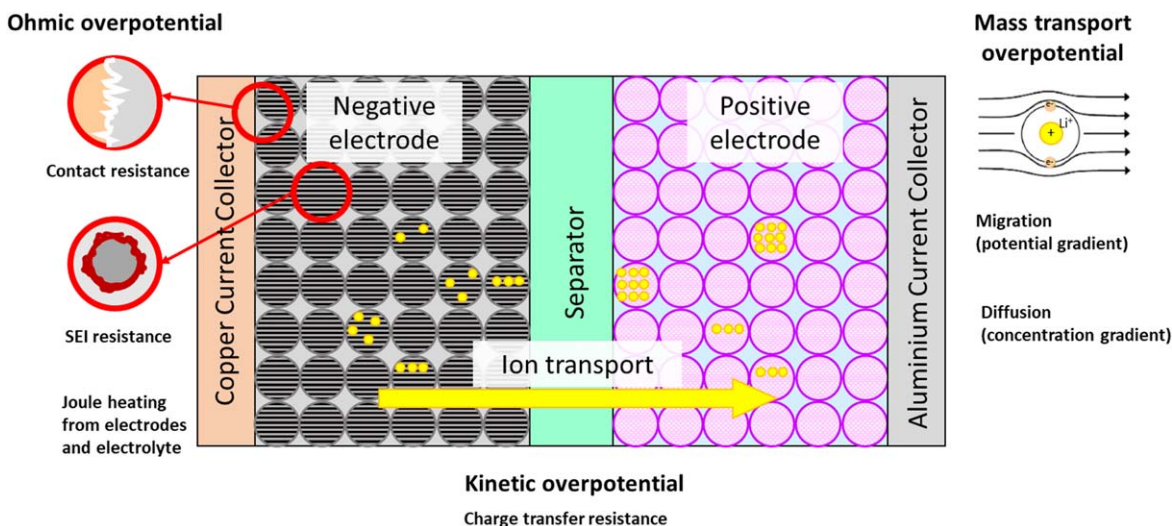 Ohmic overpotential
Contact resistance
SEI resistance
Joule heating
from electrodes
and electrolyte
Copper Current Collector
Negative
electrode
Separator
Positive
electrode
Aluminium Current Collector
Ion transport
Kinetic overpotential
Charge transfer resistance
Mass transport
overpotential
e-
Li+
+
e-
Migration
(potential gradient)
Diffusion
(concentration gradient)